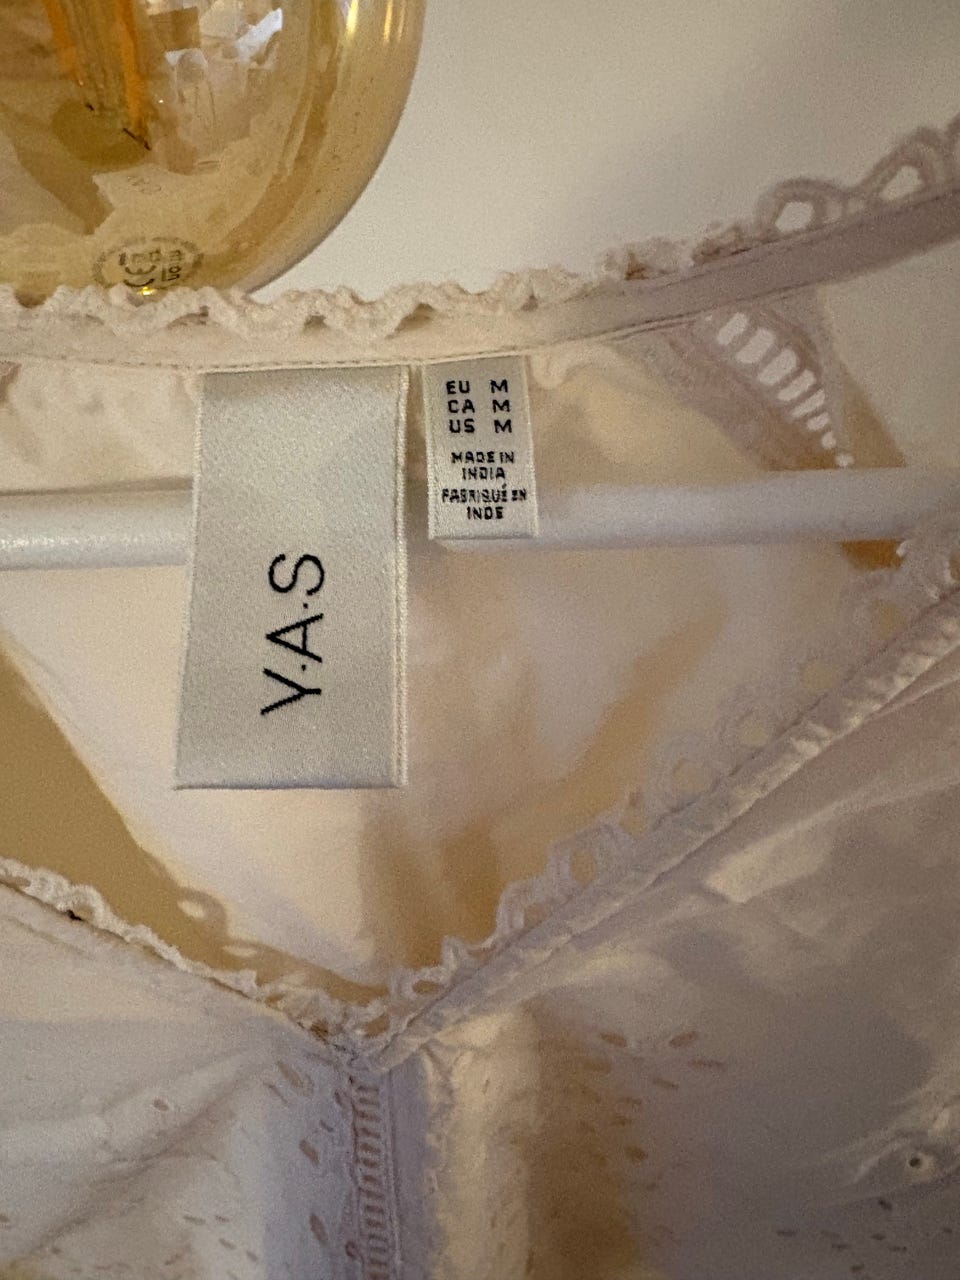 Y.A.S
EU M
CA M
US M
MADE IN
INDIA
FABRIQUÉ EN
INDE